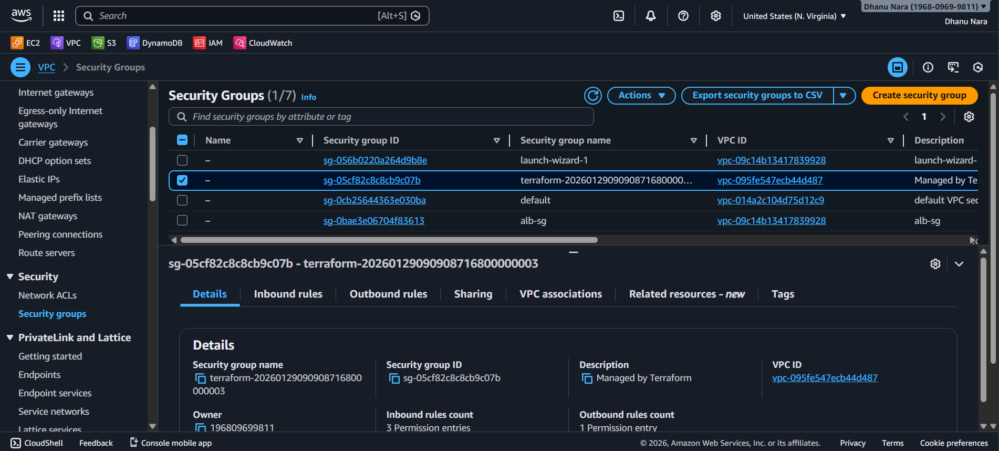 aws
Search [Alt+S]
United States (N. Virginia)
Dhanu Nara (1968-0969-9811)
Dhanu Nara
EC2 VPC S3 DynamoDB IAM CloudWatch
VPC > Security Groups
Internet gateways
Egress-only Internet
gateways
Carrier gateways
DHCP option sets
Elastic IPs
Managed prefix lists
NAT gateways
Peering connections
Route servers
Security
Network ACLs
Security groups
PrivateLink and Lattice
Getting started
Endpoints
Endpoint services
Service networks
Lattice services
Security Groups (1/7) Info
Actions
Export security groups to CSV
Create security group
Find security groups by attribute or tag
1
Name Security group ID Security group name VPC ID Description
– sg-056b0220a264d9b8e launch-wizard-1 vpc-09c14b13417839928 launch-wizard-
– sg-05cf82c8c8cb9c07b terraform-2026012909090871680000... vpc-095fe547ecb44d487 Managed by Te
– sg-0cb25644363e030ba default vpc-014a2c104d75d12c9 default VPC sec
– sg-0bae3e06704f83613 alb-sg vpc-09c14b13417839928 alb-sg
sg-05cf82c8c8cb9c07b - terraform-20260129090908716800000003
Details Inbound rules Outbound rules Sharing VPC associations Related resources - new Tags
Details
Security group name
terraform-20260129090908716800
000003
Security group ID
sg-05cf82c8c8cb9c07b
Description
Managed by Terraform
VPC ID
vpc-095fe547ecb44d487
Owner
196809699811
Inbound rules count
3 Permission entries
Outbound rules count
1 Permission entry
CloudShell Feedback Console mobile app
© 2026, Amazon Web Services, Inc. or its affiliates. Privacy Terms Cookie preferences